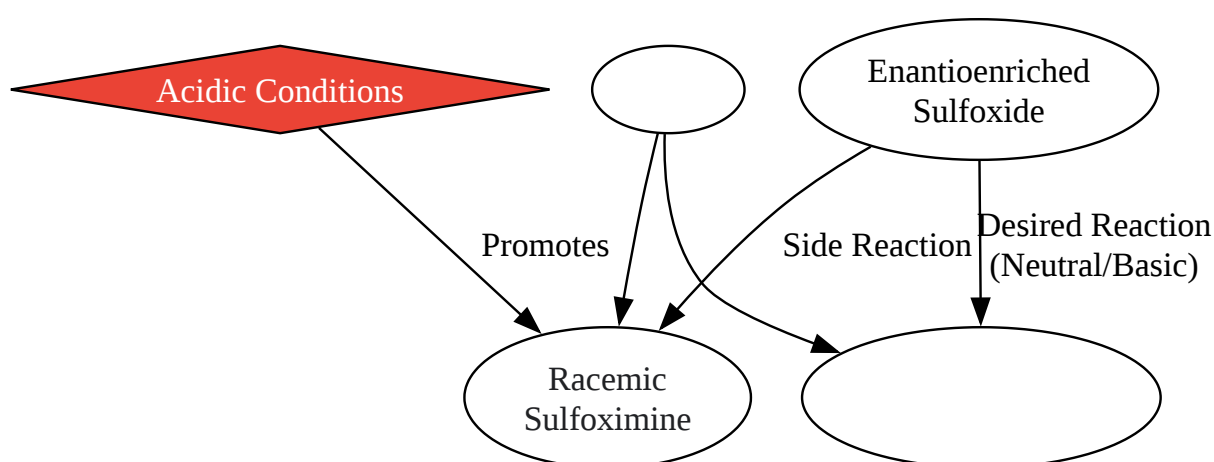 Acidic Conditions
Enantioenriched
Sulfoxide
Promotes
Side Reaction
Desired Reaction
(Neutral/Basic)
Racemic
Sulfoximine